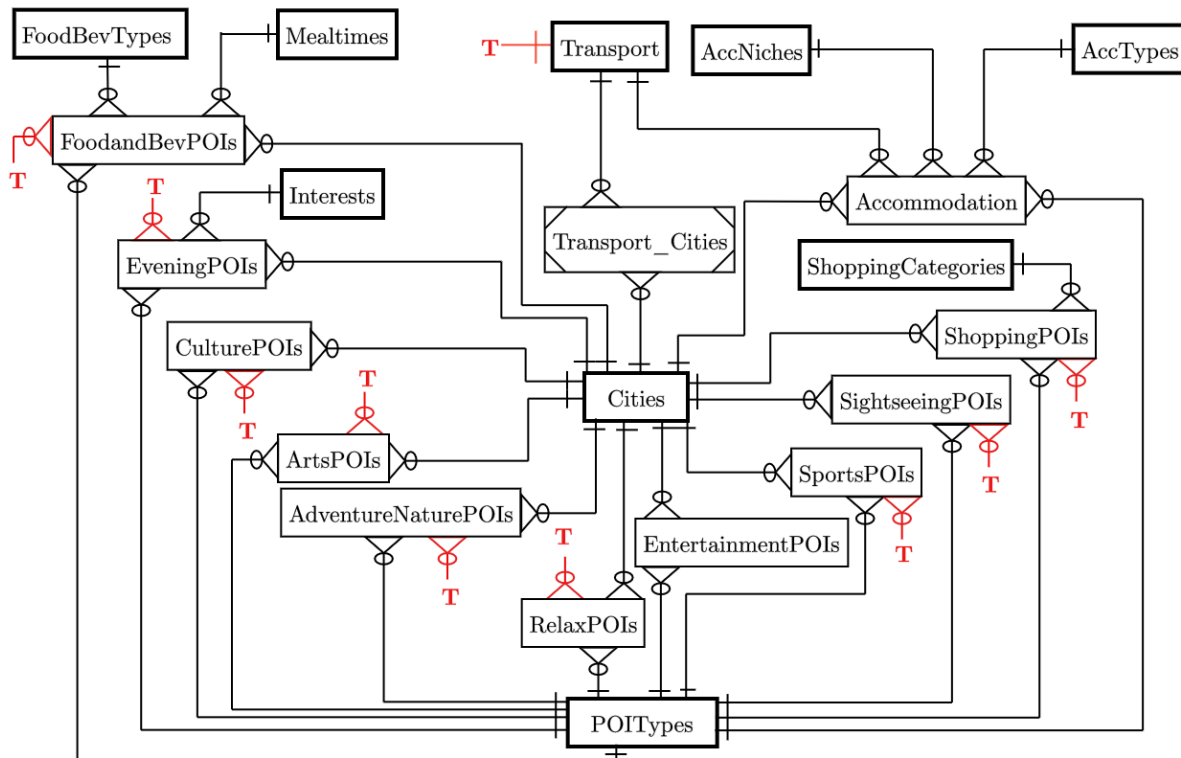 FoodBevTypes
Mealtimes
T
Transport
AccNiches
AccTypes
FoodandBevPOIs
T
T
Interests
Accommodation
EveningPOIs
Transport_Cities
ShoppingCategories
CulturePOIs
ShoppingPOIs
T
T
Cities
SightseeingPOIs
T
T
ArtsPOIs
SportsPOIs
T
AdventureNaturePOIs
T
EntertainmentPOIs
T
T
RelaxPOIs
POITypes